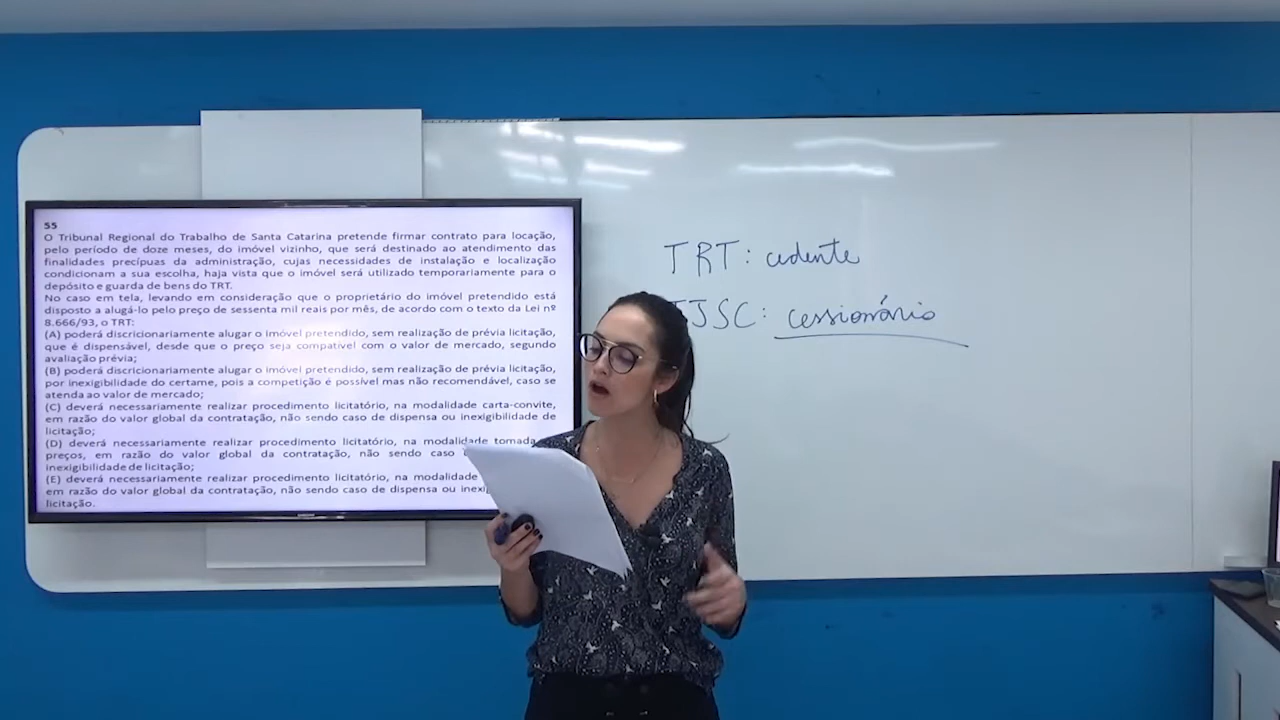 55
O Tribunal Regional do Trabalho de Santa Catarina pretende firmar contrato para locação,
pelo período de doze meses, do imóvel vizinho, que será destinado ao atendimento das
finalidades precípuas da administração, cujas necessidades de instalação e localização
condicionam a sua escolha, haja vista que o imóvel será utilizado temporariamente para o
depósito e guarda de bens do TRT.
No caso em tela, levando em consideração que o proprietário do imóvel pretendido está
disposto a alugá-lo pelo preço de sessenta mil reais por mês, de acordo com o texto da Lei nº
8.666/93, o TRT:
(A) poderá discricionariamente alugar o imóvel pretendido, sem realização de prévia licitação,
que é dispensável, desde que o preço seja compatível com o valor de mercado, segundo
avaliação prévia;
(B) poderá discricionariamente alugar o imóvel pretendido, sem realização de prévia licitação,
por inexigibilidade do certame, pois a competição é possível mas não recomendável, caso se
atenda ao valor de mercado;
(C) deverá necessariamente realizar procedimento licitatório, na modalidade carta-convite,
em razão do valor global da contratação, não sendo caso de dispensa ou inexigibilidade de
licitação;
(D) deverá necessariamente realizar procedimento licitatório, na modalidade tomada
preços, em razão do valor global da contratação, não sendo caso
inexigibilidade de licitação;
(E) deverá necessariamente realizar procedimento licitatório, na modalidade
em razão do valor global da contratação, não sendo caso de dispensa ou
licitação.
TRT: cedente
TJSC: cessionário